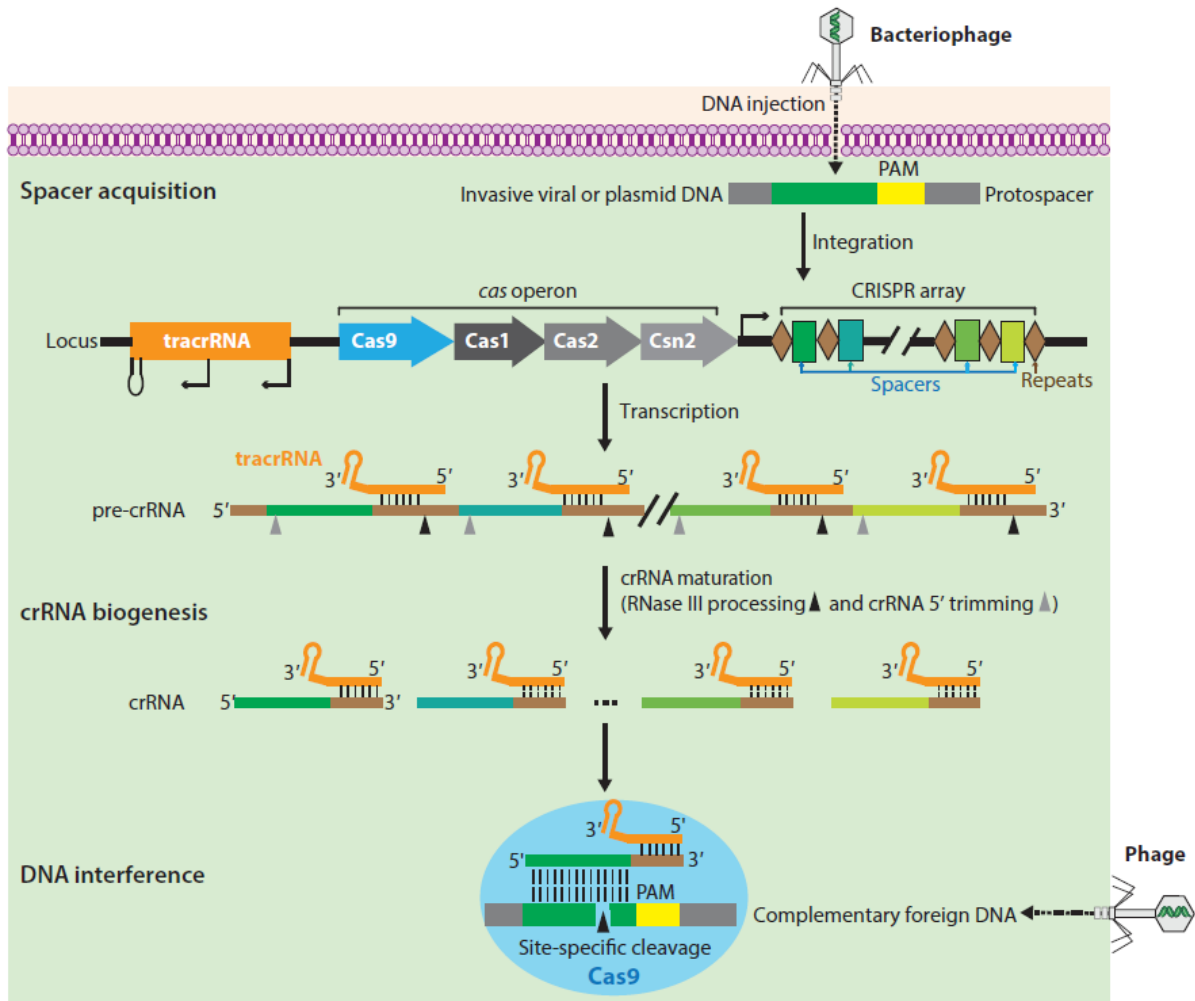 Bacteriophage
DNA injection
Spacer acquisition
PAM
Invasive viral or plasmid DNA
Protospacer
Integration
cas operon
CRISPR array
Locus
tracrRNA
Cas9
Cas1
Cas2
Csn2
Spacers
Repeats
Transcription
tracrRNA
3′ 5′ 3′ 5′ 3′ 5′ 3′ 5′
pre-crRNA 5′ 3′
crRNA maturation
(RNase III processing and crRNA 5′ trimming )
crRNA biogenesis
3′ 5′ 3′ 5′ 3′ 5′ 3′ 5′
crRNA 5′ 3′
3′ 5′
5' 3′
DNA interference
PAM
Phage
Complementary foreign DNA
Site-specific cleavage
Cas9